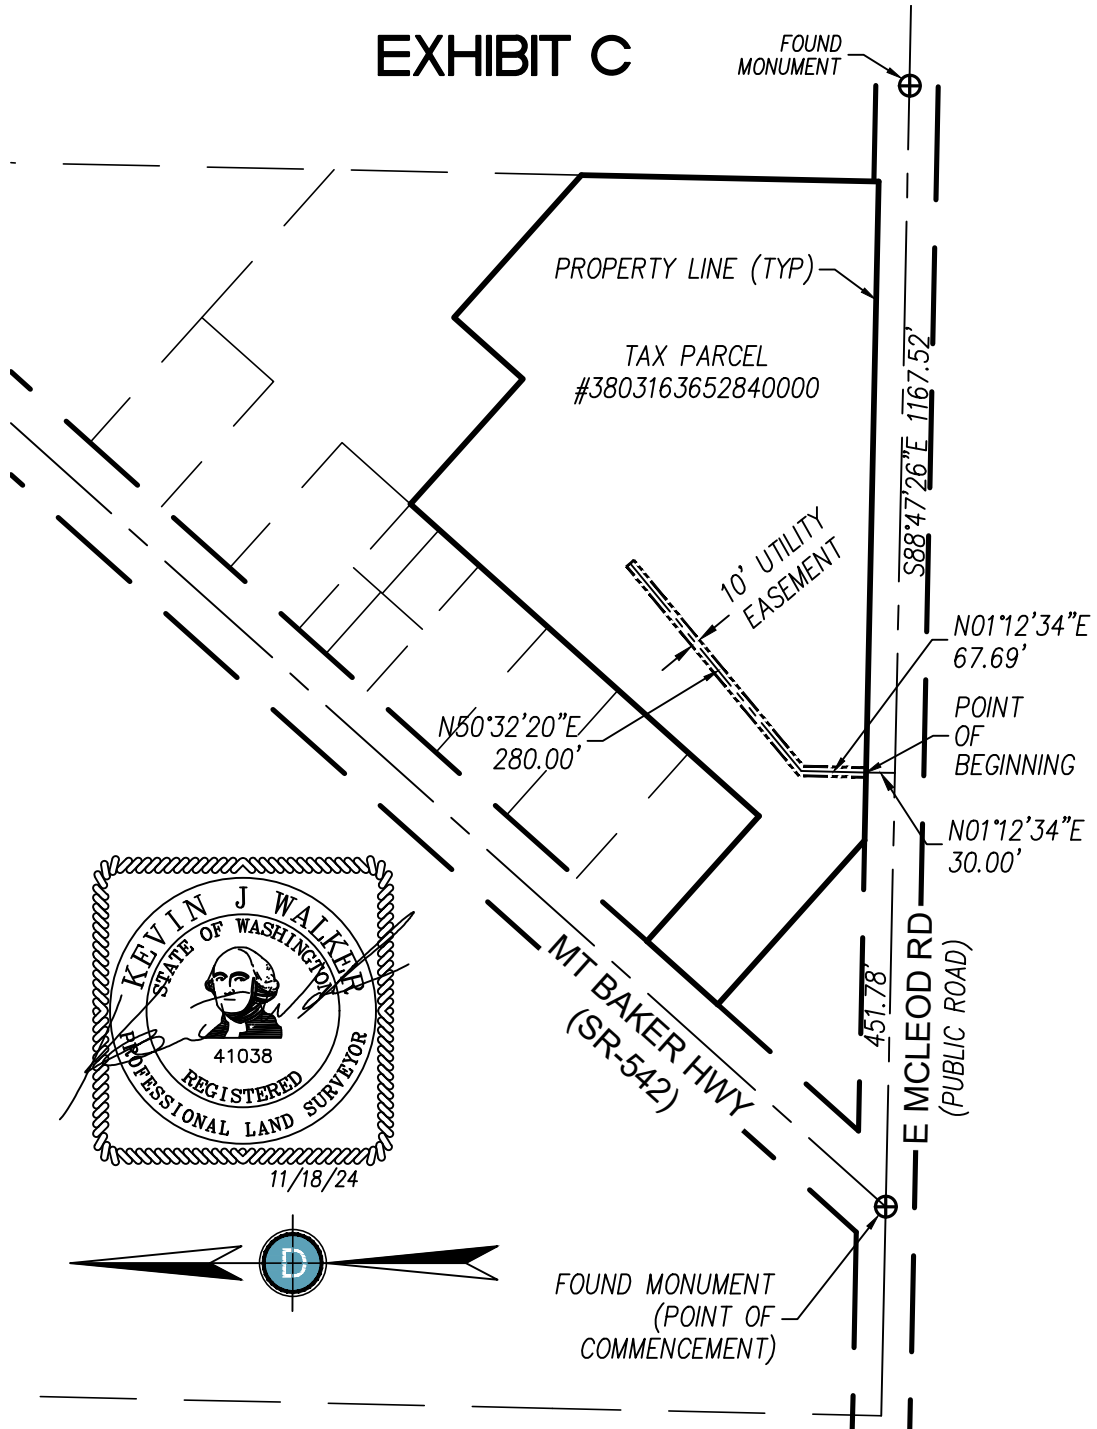 EXHIBIT C
FOUND
MONUMENT
PROPERTY LINE (TYP)
TAX PARCEL
#3803163652840000
S88°47'26"E 1167.52'
10' UTILITY
EASEMENT
N01°12'34"E
67.69'
POINT
OF
BEGINNING
N50°32'20"E
280.00'
N01°12'34"E
30.00'
MT BAKER HWY
(SR-542)
451.78'
E MCLEOD RD
(PUBLIC ROAD)
KEVIN J WALKER
STATE OF WASHINGTON
41038
REGISTERED
PROFESSIONAL LAND SURVEYOR
11/18/24
D
FOUND MONUMENT
(POINT OF
COMMENCEMENT)